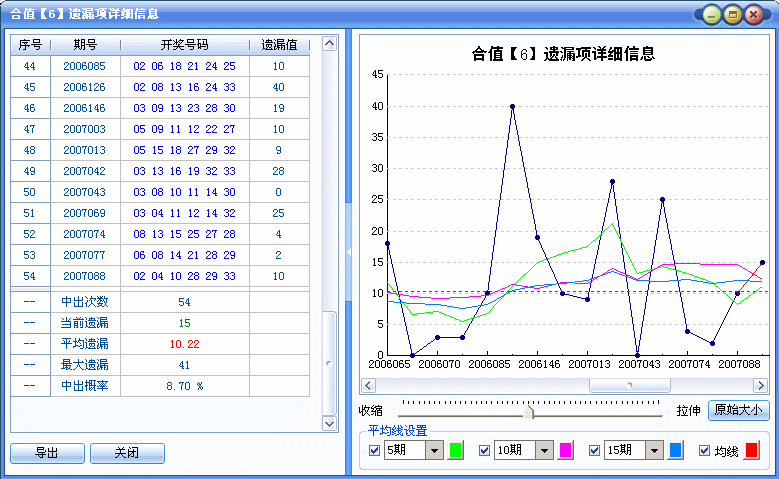 合值【6】遗漏项详细信息
序号 期号 开奖号码 遗漏值
44 2006085 02 06 18 21 24 25 10
45 2006126 02 08 13 16 24 33 40
46 2006146 03 09 13 23 28 30 19
47 2007003 05 09 11 12 22 27 10
48 2007013 05 15 18 27 29 32 9
49 2007042 03 13 16 19 32 33 28
50 2007043 03 08 10 11 14 30 0
51 2007069 03 04 11 12 14 32 25
52 2007074 08 13 15 25 27 28 4
53 2007077 06 08 14 21 28 29 2
54 2007088 02 04 10 28 29 33 10
-- 中出次数 54
-- 当前遗漏 15
-- 平均遗漏 10.22
-- 最大遗漏 41
-- 中出概率 8.70 %
导出 关闭
合值【6】遗漏项详细信息
45
40
35
30
25
20
15
10
5
0
2006065 2006070 2006085 2006146 2007013 2007043 2007074 2007088
收缩 拉伸 原始大小
平均线设置
5期 10期 15期 均线